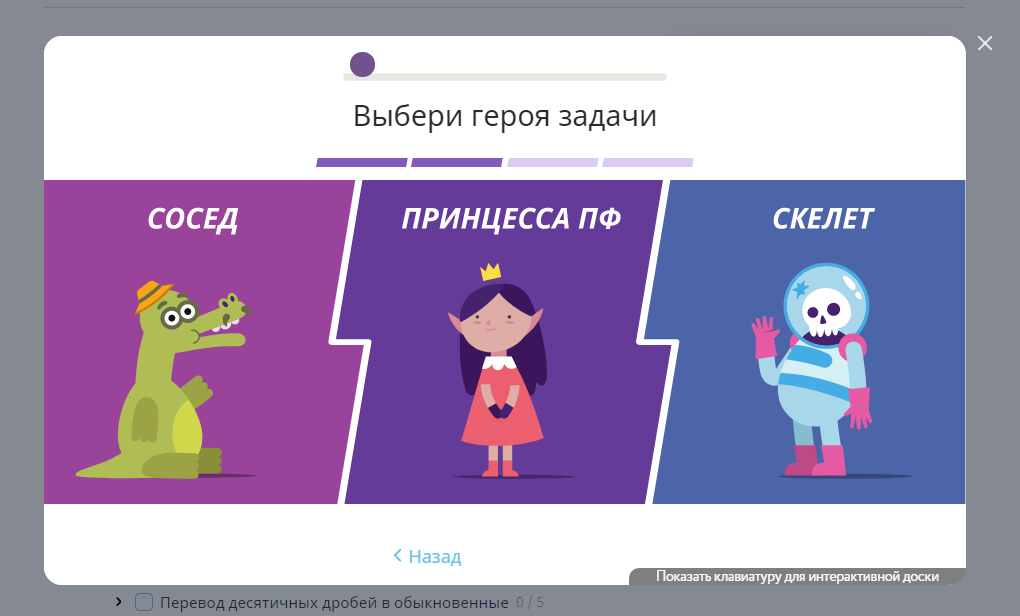 Выбери героя задачи
СОСЕД
ПРИНЦЕССА ПФ
СКЕЛЕТ
Назад
Показать клавиатуру для интерактивной доски
Перевод десятичных дробей в обыкновенные 0 / 5